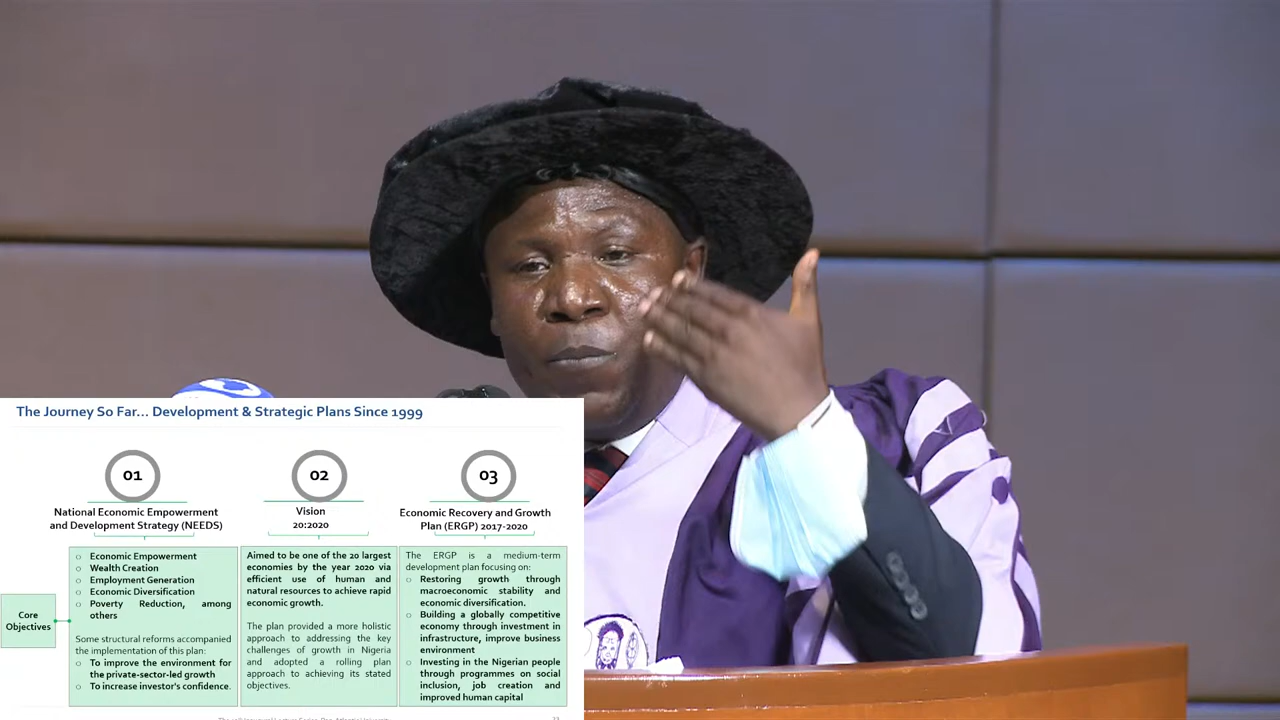 The Journey So Far... Development & Strategic Plans Since 1999
01
National Economic Empowerment
and Development Strategy (NEEDS)
02
Vision
20:2020
03
Economic Recovery and Growth
Plan (ERGP) 2017-2020
Core
Objectives
○ Economic Empowerment
○ Wealth Creation
○ Employment Generation
○ Economic Diversification
○ Poverty Reduction, among
others
Some structural reforms accompanied
the implementation of this plan:
○ To improve the environment for
the private-sector-led growth
○ To increase investor's confidence.
Aimed to be one of the 20 largest
economies by the year 2020 via
efficient use of human and
natural resources to achieve rapid
economic growth.
The plan provided a more holistic
approach to addressing the key
challenges of growth in Nigeria
and adopted a rolling plan
approach to achieving its stated
objectives.
The ERGP is a medium-term
development plan focusing on:
○ Restoring growth through
macroeconomic stability and
economic diversification.
○ Building a globally competitive
economy through investment in
infrastructure, improve business
environment
○ Investing in the Nigerian people
through programmes on social
inclusion, job creation and
improved human capital